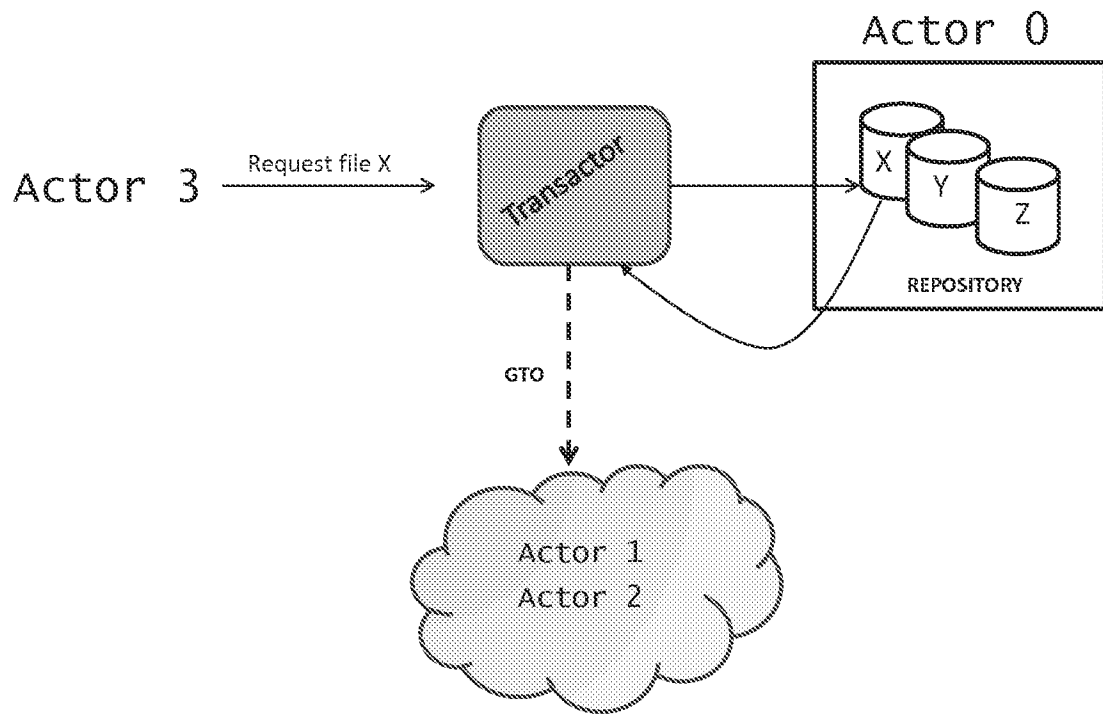 Actor 0
Request file X
Actor 3
Transactor
X
Y
Z
REPOSITORY
GTO
Actor 1
Actor 2